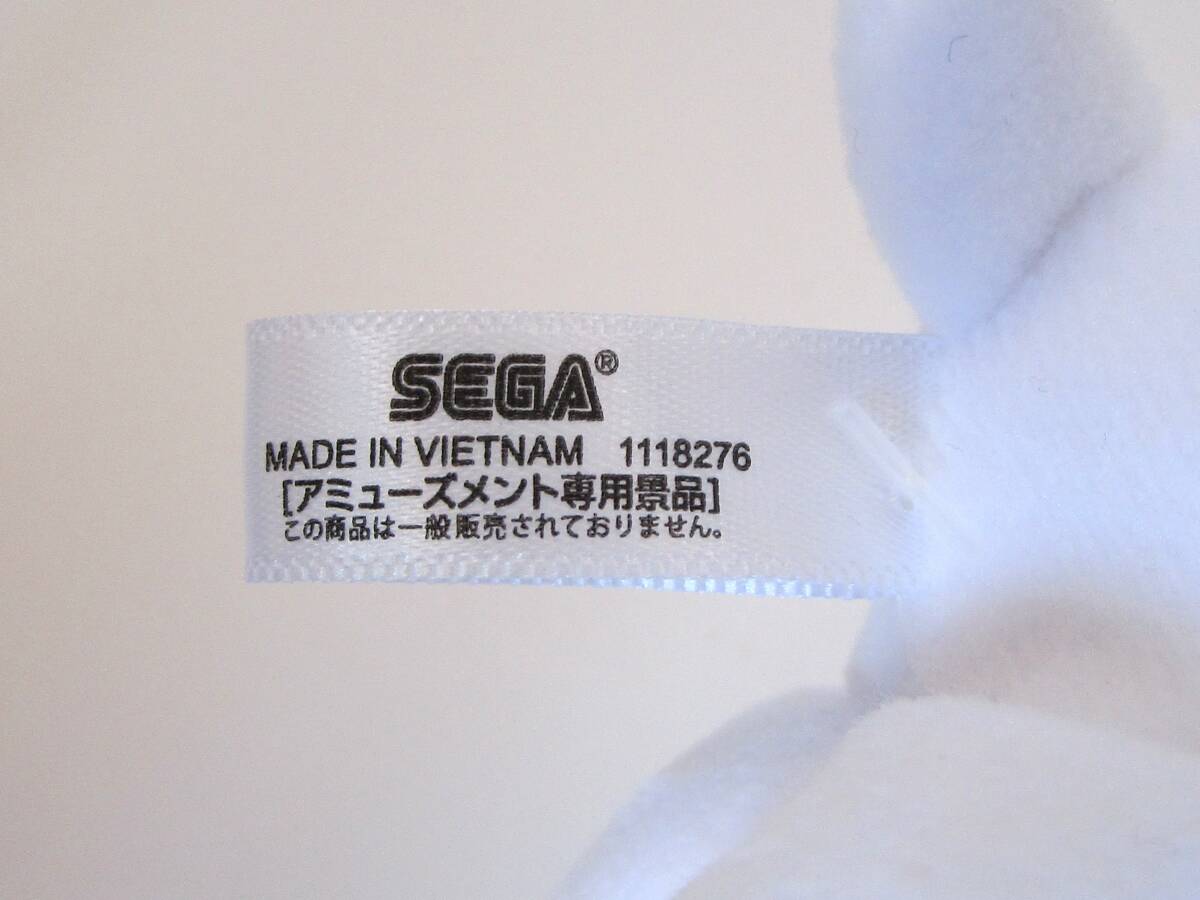 SEGA®
MADE IN VIETNAM 1118276
[アミューズメント専用景品]
この商品は一般販売されておりません。